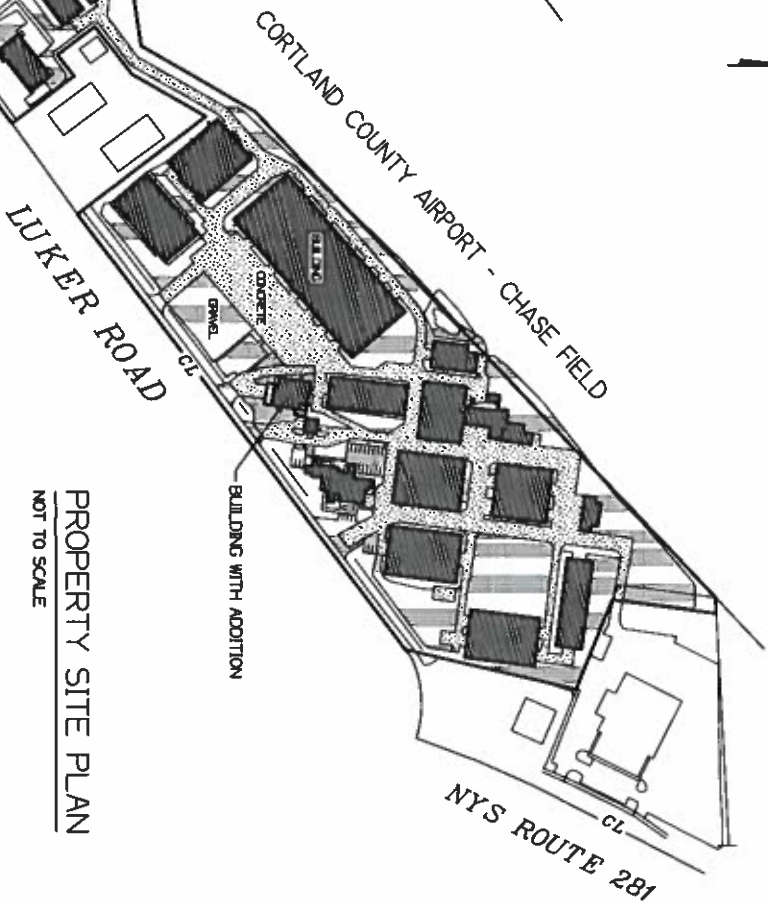 CORTLAND COUNTY AIRPORT - CHASE FIELD
LUKER ROAD
CL
BUILDING
CONCRETE
GRAVEL
BUILDING WITH ADDITION
PROPERTY SITE PLAN
NOT TO SCALE
NYS ROUTE 281
CL